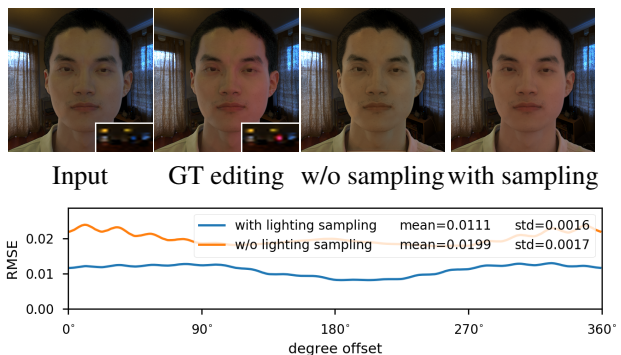 Input GT editing w/o sampling with sampling
with lighting sampling mean=0.0111 std=0.0016
w/o lighting sampling mean=0.0199 std=0.0017
RMSE
0.02
0.01
0.00
0° 90° 180° 270° 360°
degree offset